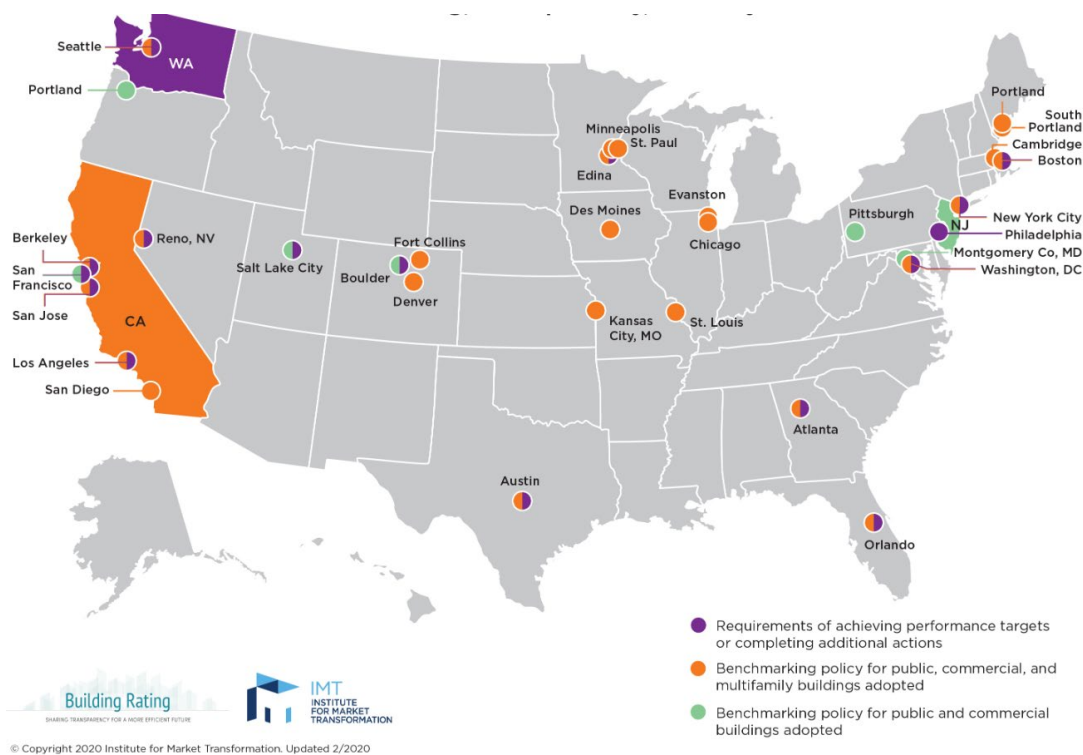 Seattle
WA
Portland
Berkeley
San
Francisco
San Jose
Los Angeles
San Diego
CA
Reno, NV
Salt Lake City
Fort Collins
Boulder
Denver
Minneapolis
St. Paul
Edina
Des Moines
Evanston
Chicago
Kansas
City, MO
St. Louis
Austin
Atlanta
Orlando
Pittsburgh
NJ
Portland
South
Portland
Cambridge
Boston
New York City
Philadelphia
Montgomery Co, MD
Washington, DC
Requirements of achieving performance targets
or completing additional actions
Benchmarking policy for public, commercial, and
multifamily buildings adopted
Benchmarking policy for public and commercial
buildings adopted
Building Rating
SHARING TRANSPARENCY FOR A MORE EFFICIENT FUTURE
IMT
INSTITUTE
FOR MARKET
TRANSFORMATION
© Copyright 2020 Institute for Market Transformation. Updated 2/2020